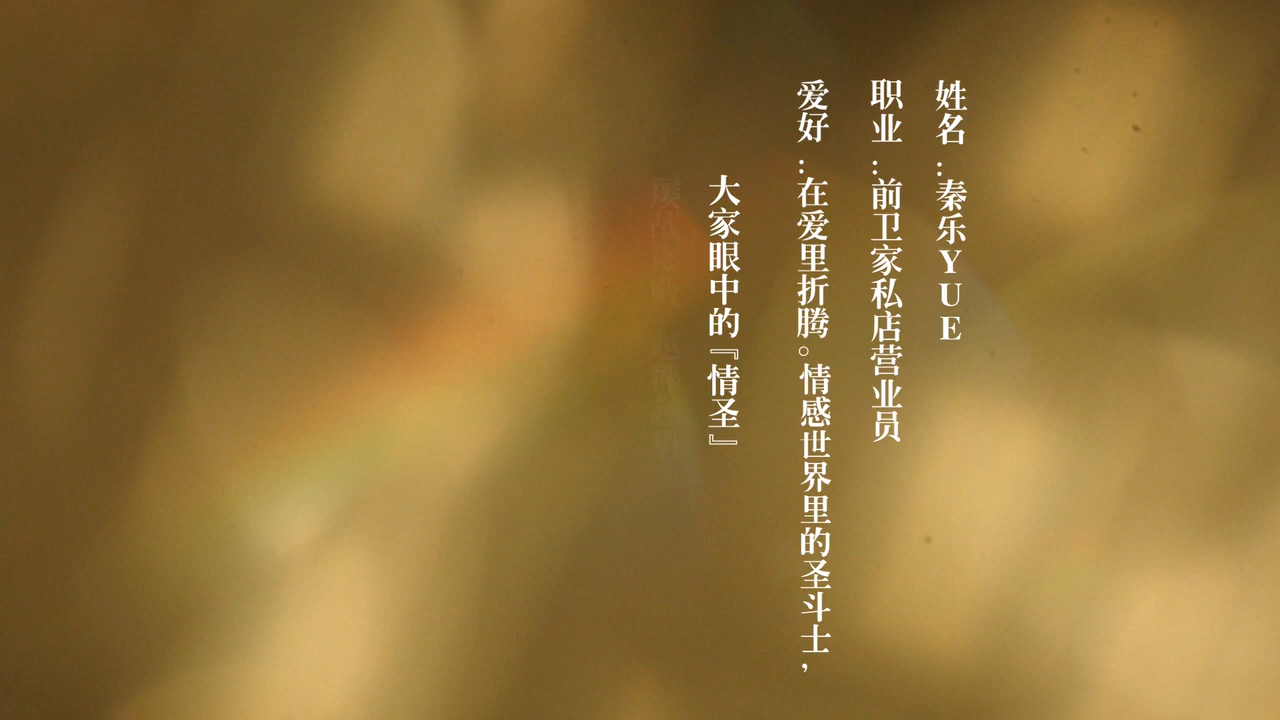 姓名：秦乐YUE
职业：前卫家私店营业员
爱好：在爱里折腾。情感世界里的圣斗士，
大家眼中的『情圣』